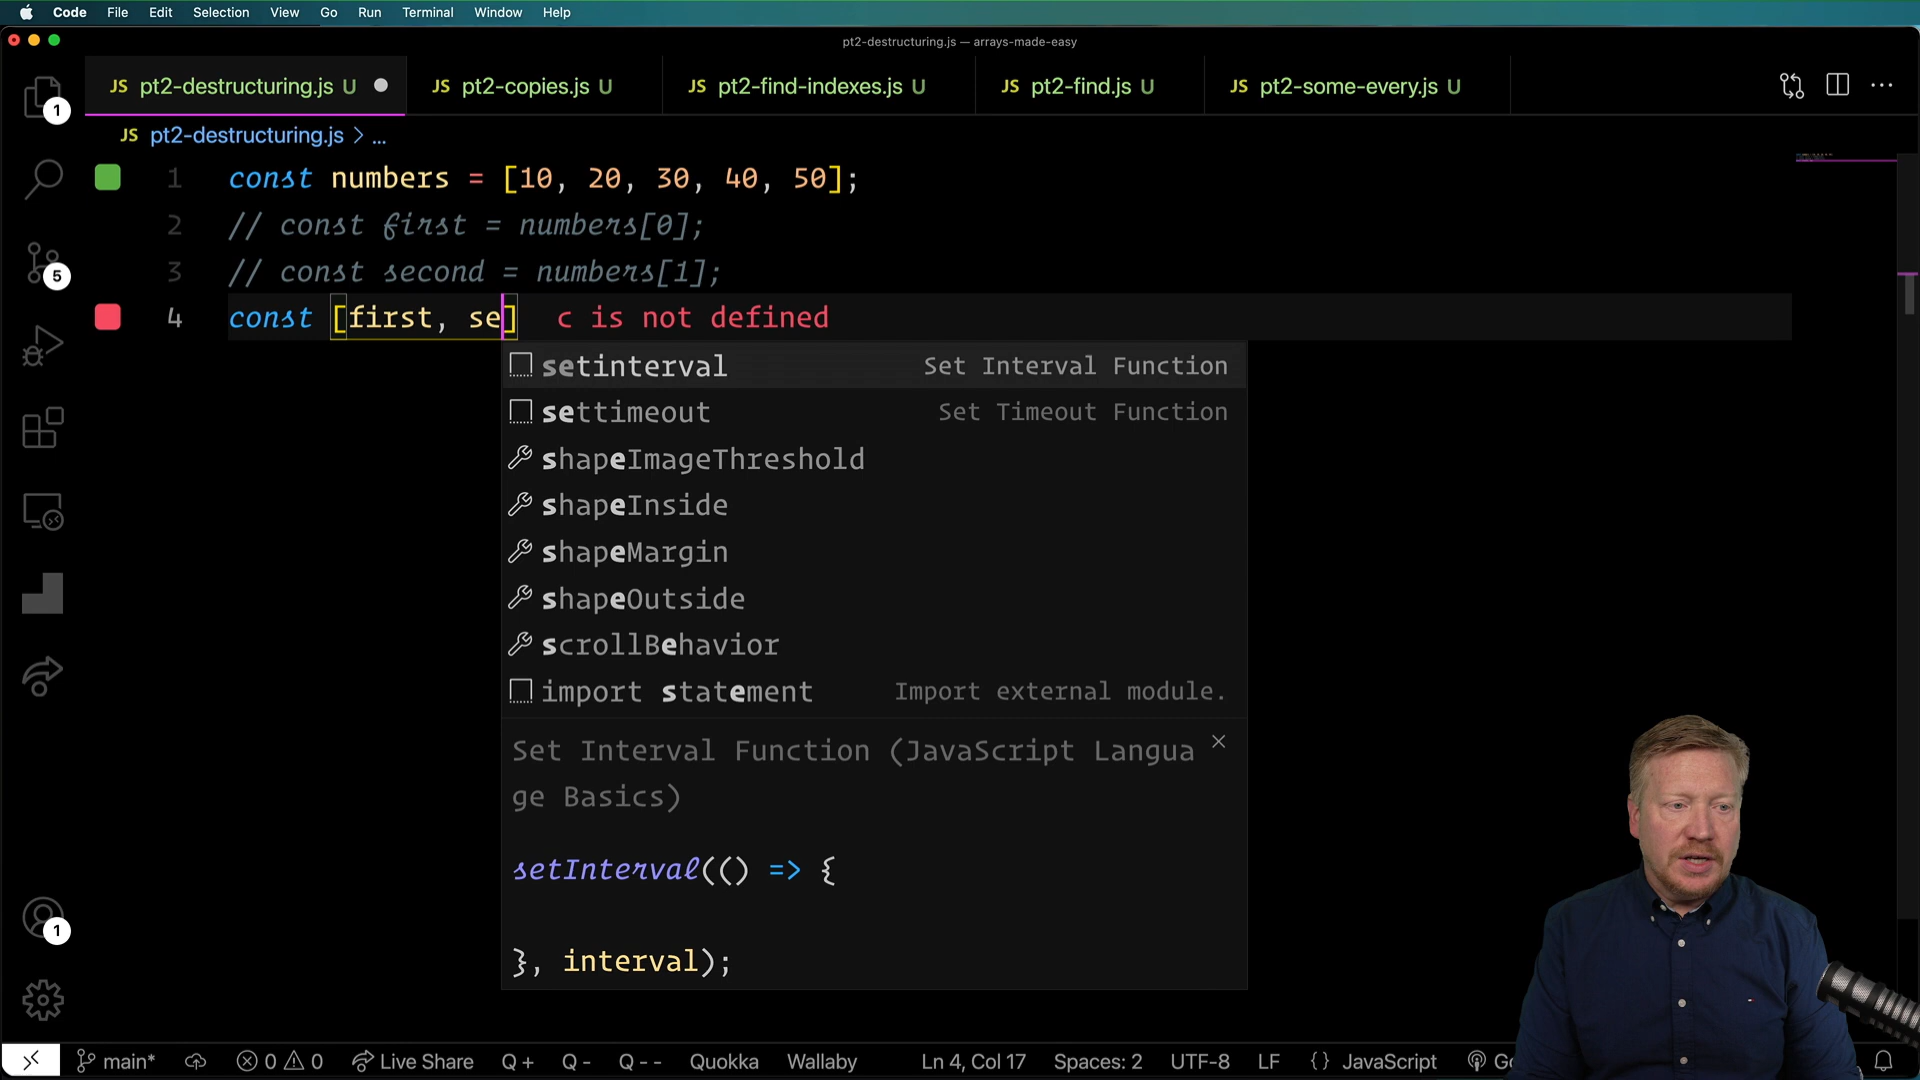 Code File Edit Selection View Go Run Terminal Window Help
pt2-destructuring.js — arrays-made-easy
JS pt2-destructuring.js U JS pt2-copies.js U JS pt2-find-indexes.js U JS pt2-find.js U JS pt2-some-every.js U
JS pt2-destructuring.js > ...
1
5
1
1 const numbers = [10, 20, 30, 40, 50];
2 // const first = numbers[0];
3 // const second = numbers[1];
4 const [first, se] c is not defined
setinterval Set Interval Function
settimeout Set Timeout Function
shapeImageThreshold
shapeInside
shapeMargin
shapeOutside
scrollBehavior
import statement Import external module.
Set Interval Function (JavaScript Langua
ge Basics)
setInterval(() => {
}, interval);
main* 0 0 Live Share Q + Q - Q - - Quokka Wallaby Ln 4, Col 17 Spaces: 2 UTF-8 LF {} JavaScript